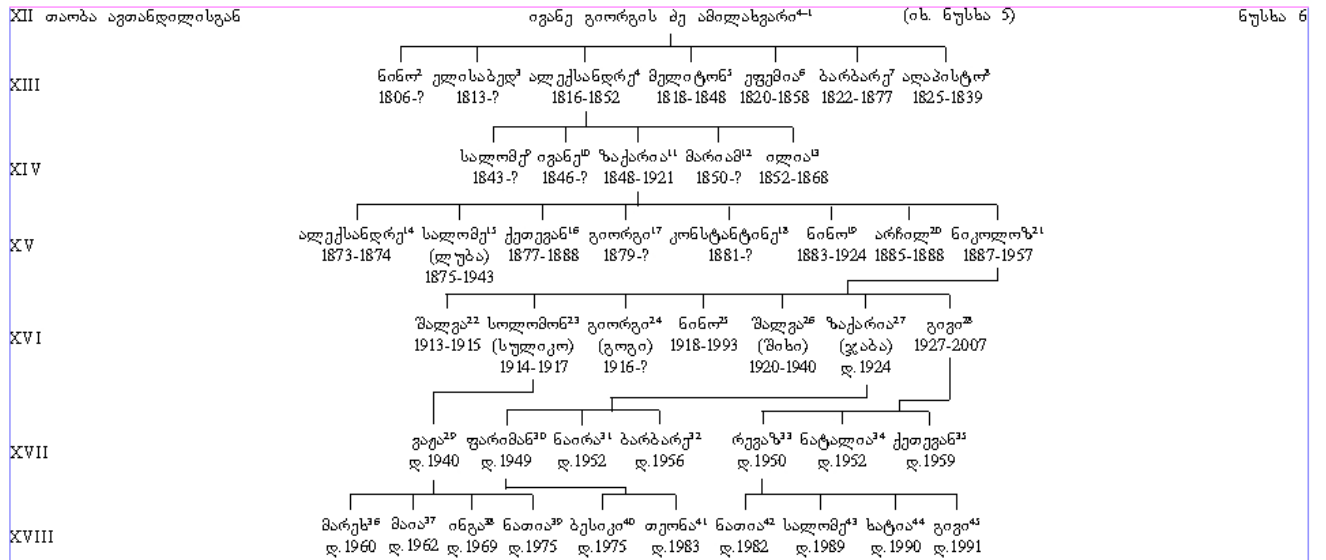 XII თაობა ავთანდილისგან ივანე გიორგის ძე ამილახვარი⁴⁻¹ (იხ. ნუსხა 5) ნუსხა 6
XIII ნინო² ელისაბედ³ ალექსანდრე⁴ მელიტონ⁵ ეფემია⁶ ბარბარე⁷ აღაპისტო⁸
1806-? 1813-? 1816-1852 1818-1848 1820-1858 1822-1877 1825-1839
XIV სალომე⁹ ივანე¹⁰ ზაქარია¹¹ მარიამ¹² ილია¹³
1843-? 1846-? 1848-1921 1850-? 1852-1868
XV ალექსანდრე¹⁴ სალომე¹⁵ ქეთევან¹⁶ გიორგი¹⁷ კონსტანტინე¹⁸ ნინო¹⁹ არჩილ²⁰ ნიკოლოზ²¹
1873-1874 (ლუბა) 1877-1888 1879-? 1881-? 1883-1924 1885-1888 1887-1957
1875-1943
XVI შალვა²² სოლომონ²³ გიორგი²⁴ ნინო²⁵ შალვა²⁶ ზაქარია²⁷ გივი²⁸
1913-1915 (სულიკო) (გოგი) 1918-1993 (შიხი) (ჯაბა) 1927-2007
1914-1917 1916-? 1920-1940 დ.1924
XVII ვაჟა²⁹ ფარიმან³⁰ ნაირა³¹ ბარბარე³² რევაზ³³ ნატალია³⁴ ქეთევან³⁵
დ.1940 დ.1949 დ.1952 დ.1956 დ.1950 დ.1952 დ.1959
XVIII მარეხ³⁶ მაია³⁷ ინგა³⁸ ნათია³⁹ ბესიკი⁴⁰ თეონა⁴¹ ნათია⁴² სალომე⁴³ ხატია⁴⁴ გივი⁴⁵
დ.1960 დ.1962 დ.1969 დ.1975 დ.1975 დ.1983 დ.1982 დ.1989 დ.1990 დ.1991